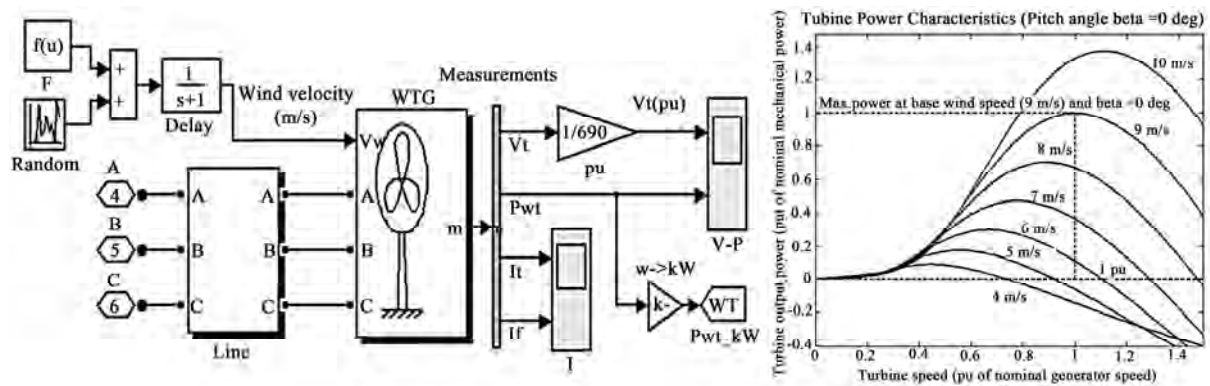 f(u)
F
Random
+
+
1
s+1
Delay
Wind velocity
(m/s)
A
4
B
5
C
6
A
B
C
A
B
C
Line
WTG
Vw
A
B
C
m
Measurements
Vt
Pwt
It
If
1/690
pu
Vt(pu)
V-P
I
w->kW
k-
WT
Pwt_kW
Tubine Power Characteristics (Pitch angle beta =0 deg)
Turbine output power (pu of nominal mechanical power)
1.4
1.2
1
0.8
0.6
0.4
0.2
0
-0.2
-0.4
10 m/s
Max. power at base wind speed (9 m/s) and beta =0 deg
9 m/s
8 m/s
7 m/s
6 m/s
5 m/s
1 pu
4 m/s
0
0.2
0.4
0.6
0.8
1
1.2
1.4
Turbine speed (pu of nominal generator speed)